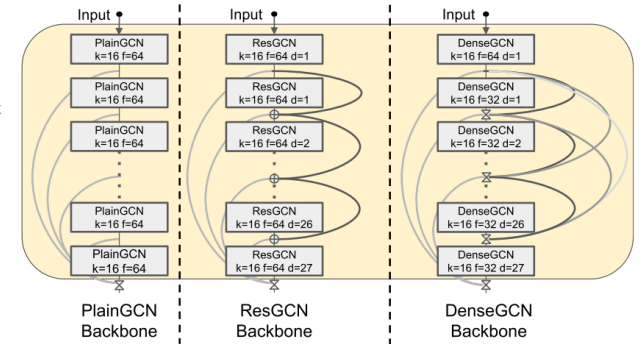 Input
PlainGCN
k=16 f=64
PlainGCN
k=16 f=64
PlainGCN
k=16 f=64
PlainGCN
k=16 f=64
PlainGCN
k=16 f=64
PlainGCN
Backbone
Input
ResGCN
k=16 f=64 d=1
ResGCN
k=16 f=64 d=1
ResGCN
k=16 f=64 d=2
ResGCN
k=16 f=64 d=26
ResGCN
k=16 f=64 d=27
ResGCN
Backbone
Input
DenseGCN
k=16 f=64 d=1
DenseGCN
k=16 f=32 d=1
DenseGCN
k=16 f=32 d=2
DenseGCN
k=16 f=32 d=26
DenseGCN
k=16 f=32 d=27
DenseGCN
Backbone